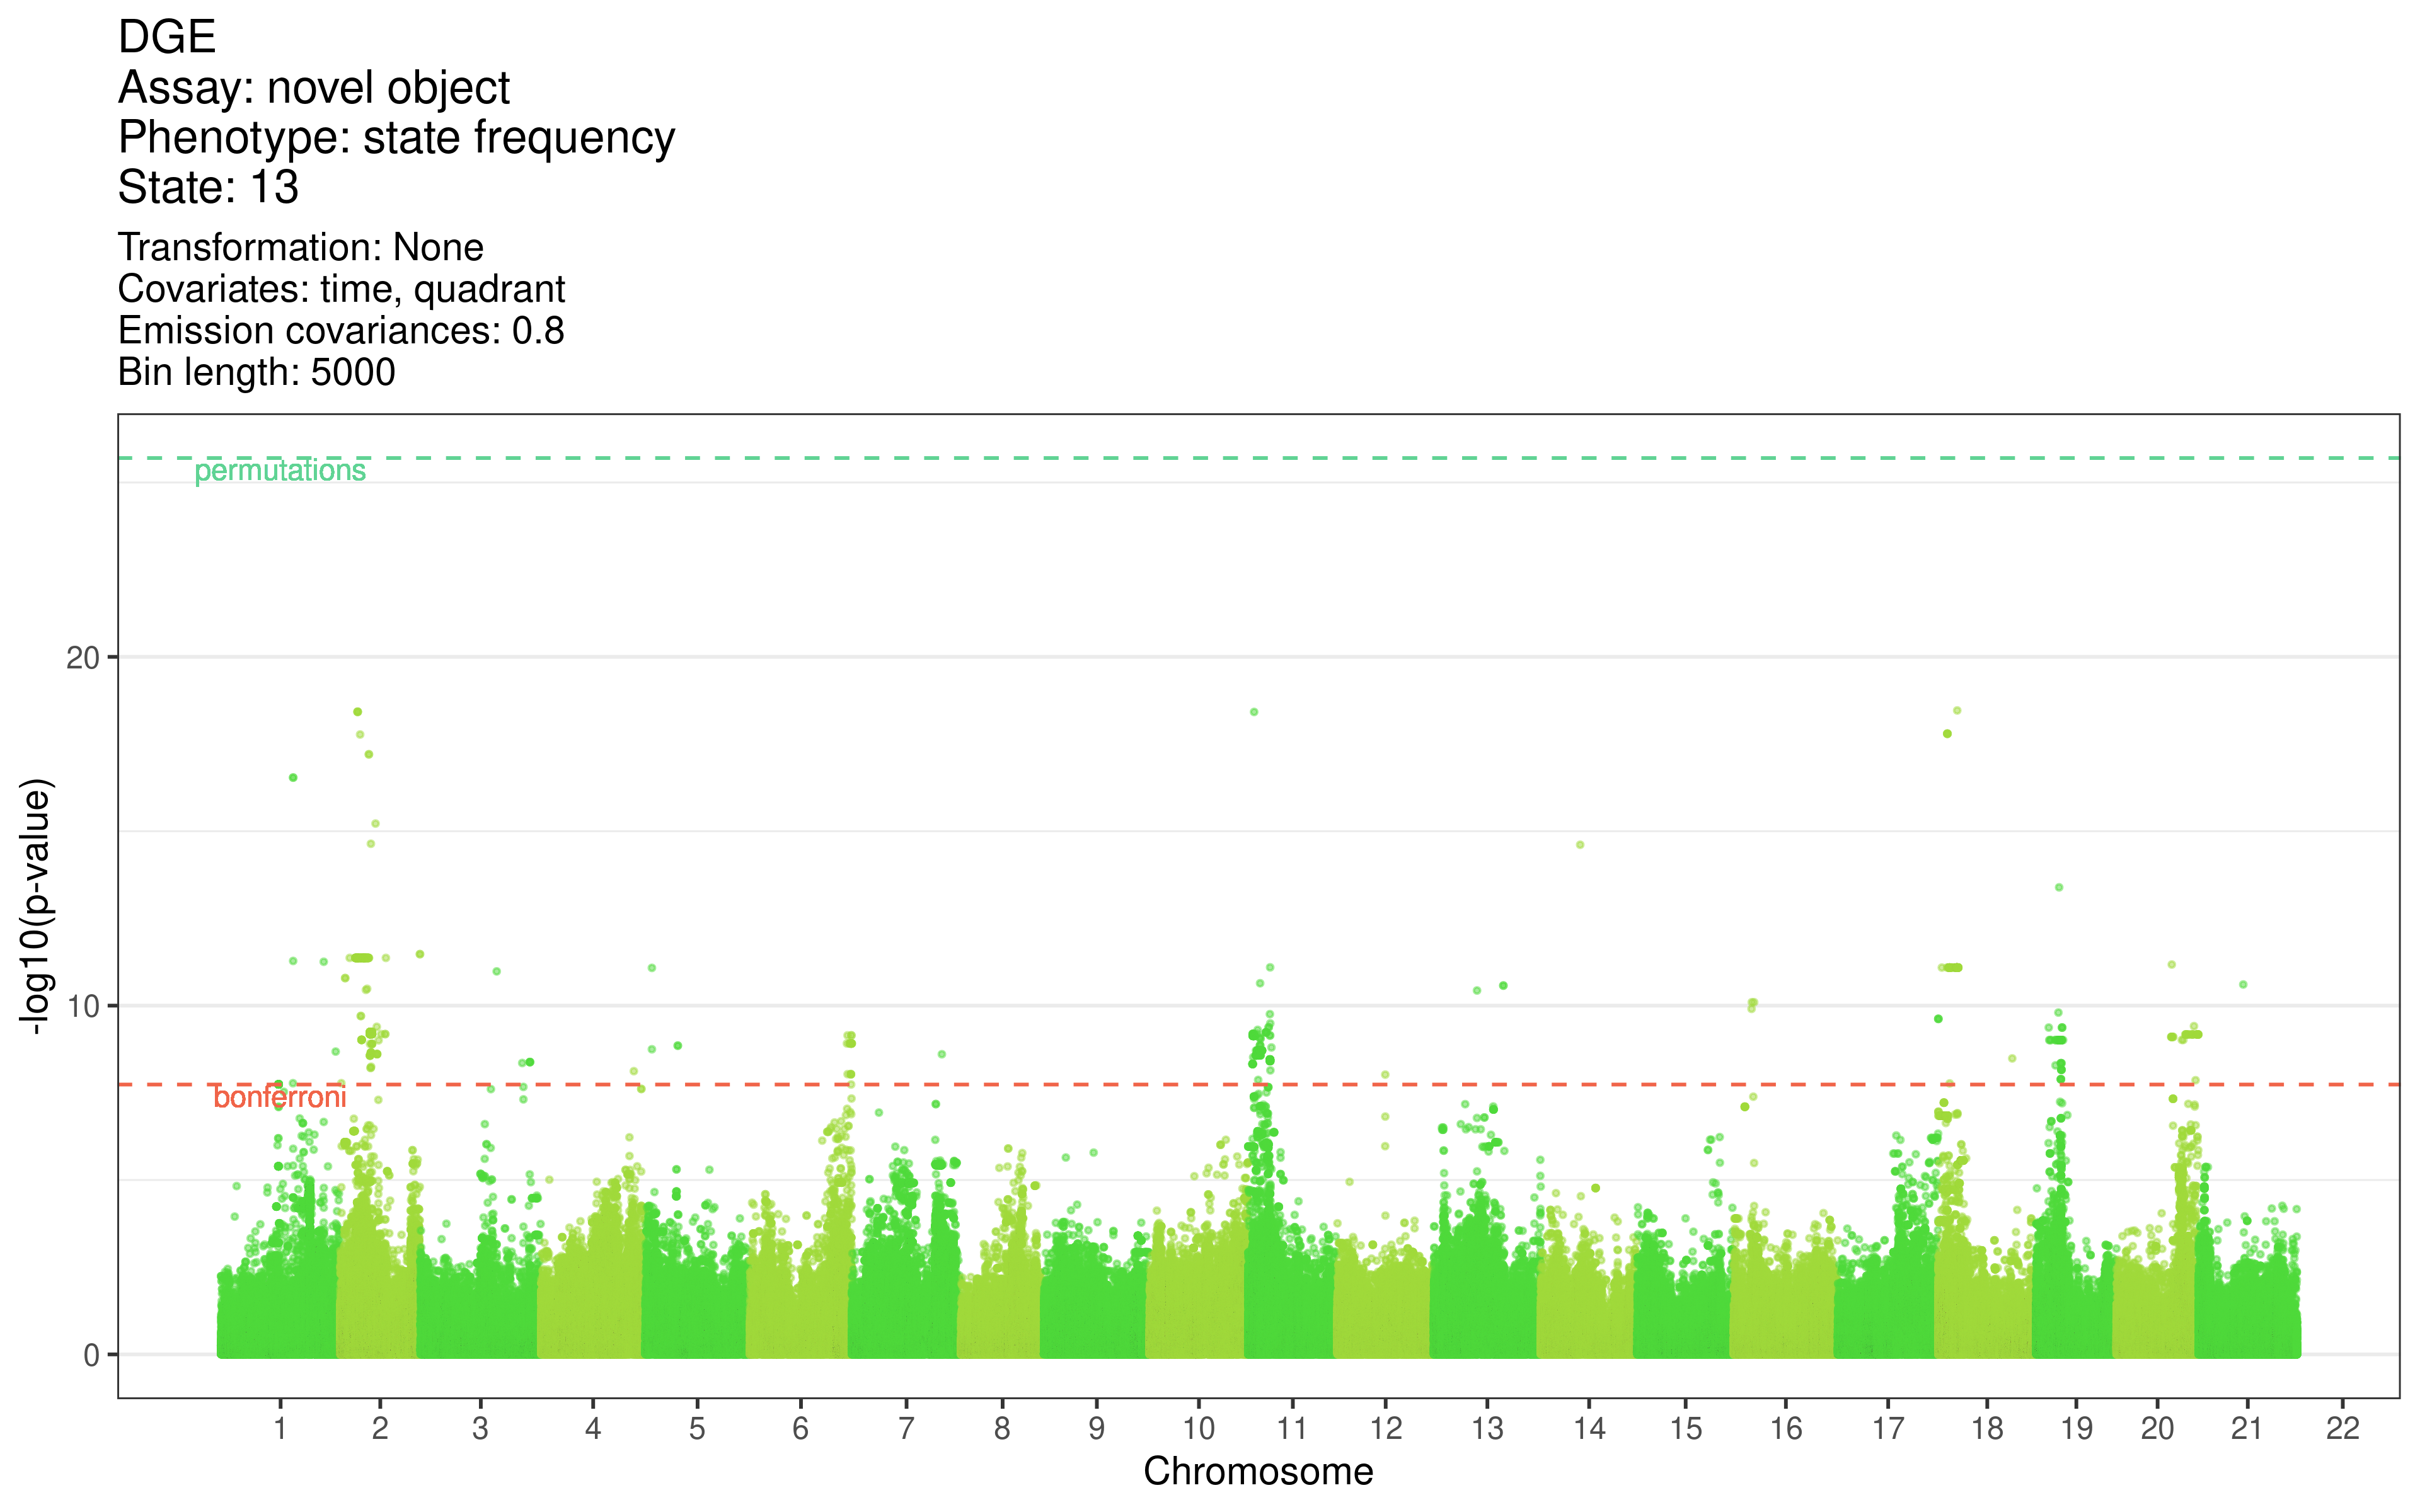 DGE
Assay: novel object
Phenotype: state frequency
State: 13
Transformation: None
Covariates: time, quadrant
Emission covariances: 0.8
Bin length: 5000
permutations
20
10
bonferroni
0
-log10(p-value)
1 2 3 4 5 6 7 8 9 10 11 12 13 14 15 16 17 18 19 20 21 22
Chromosome